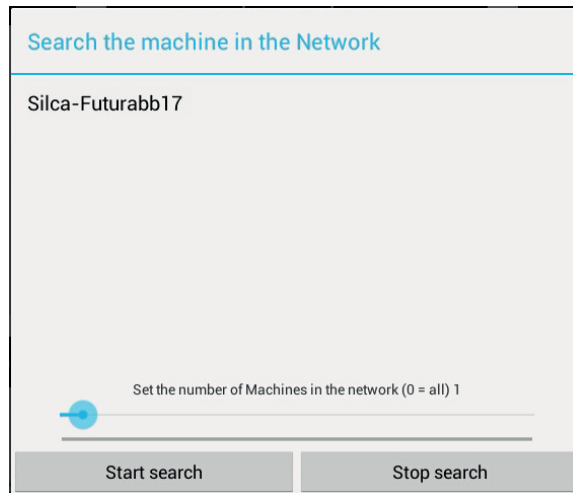 Search the machine in the Network
Silca-Futurabb17
Set the number of Machines in the network (0 = all) 1
Start search
Stop search